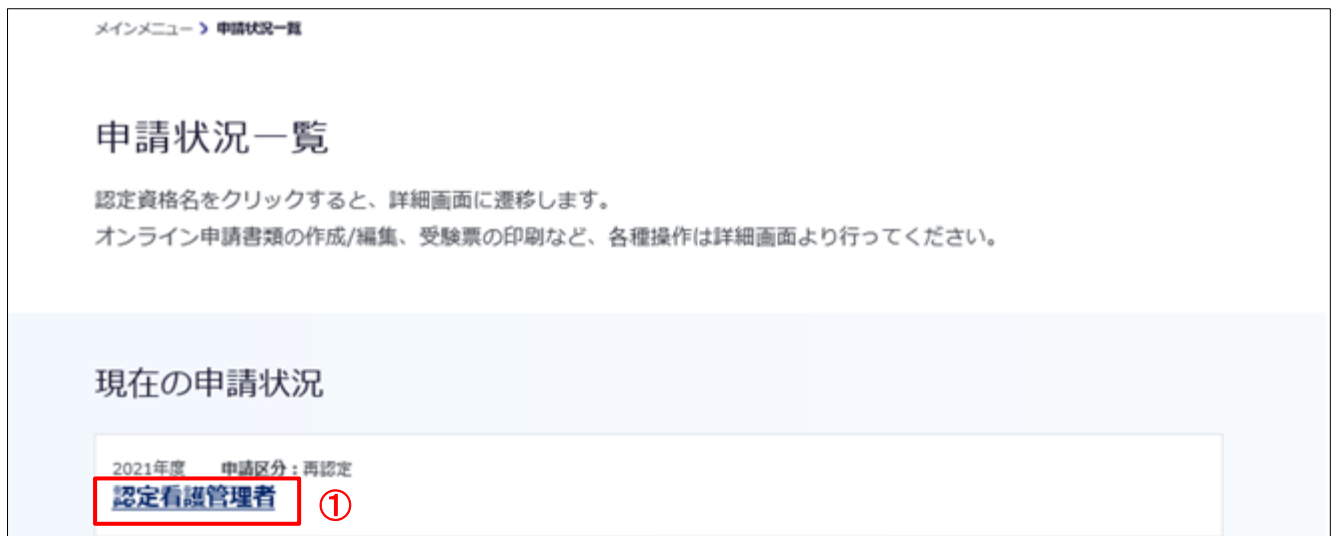 メインメニュー > 申請状況一覧
申請状況一覧
認定資格名をクリックすると、詳細画面に遷移します。
オンライン申請書類の作成/編集、受験票の印刷など、各種操作は詳細画面より行ってください。
現在の申請状況
2021年度 申請区分：再認定
認定看護管理者 ①